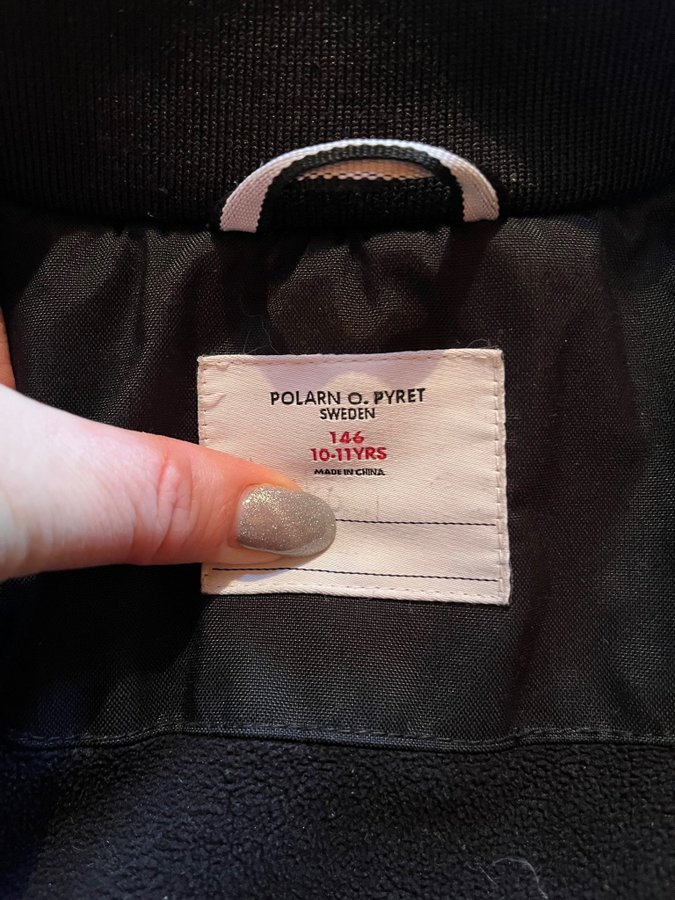 POLARN O. PYRET
SWEDEN
146
10-11YRS
MADE IN CHINA